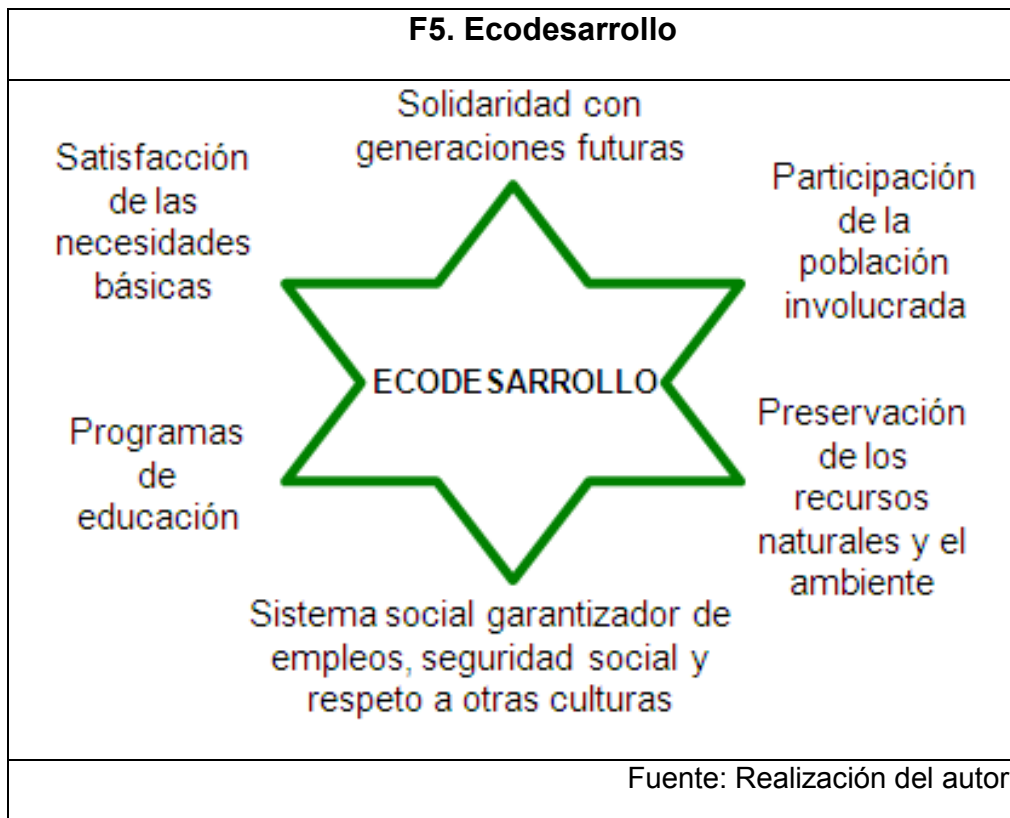 F5. Ecodesarrollo
Solidaridad con
generaciones futuras
Satisfacción
de las
necesidades
básicas
Participación
de la
población
involucrada
ECODESARROLLO
Programas
de
educación
Preservación
de los
recursos
naturales y el
ambiente
Sistema social garantizador de
empleos, seguridad social y
respeto a otras culturas
Fuente: Realización del autor